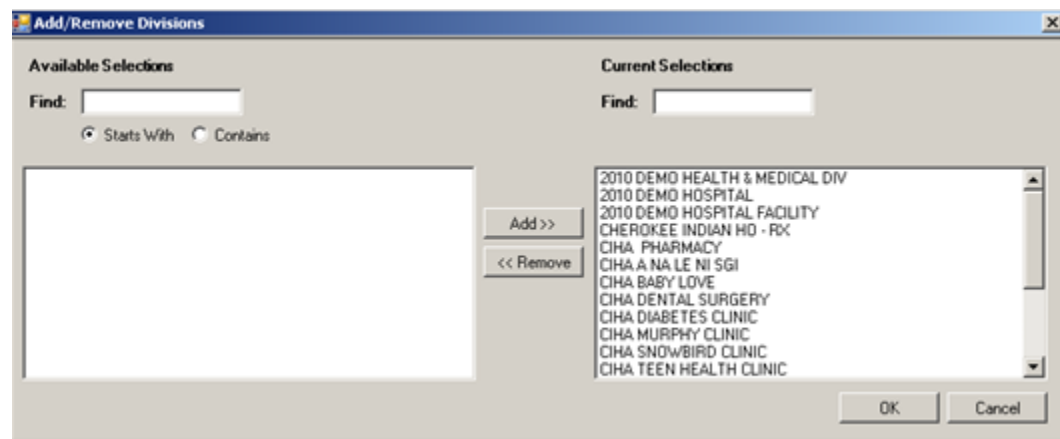 Add/Remove Divisions
Available Selections
Find:
Starts With
Contains
Add >>
<< Remove
Current Selections
Find:
2010 DEMO HEALTH & MEDICAL DIV
2010 DEMO HOSPITAL
2010 DEMO HOSPITAL FACILITY
CHEROKEE INDIAN HO - RX
CIHA  PHARMACY
CIHA A NA LE NI SGI
CIHA BABY LOVE
CIHA DENTAL SURGERY
CIHA DIABETES CLINIC
CIHA MURPHY CLINIC
CIHA SNOWBIRD CLINIC
CIHA TEEN HEALTH CLINIC
OK
Cancel